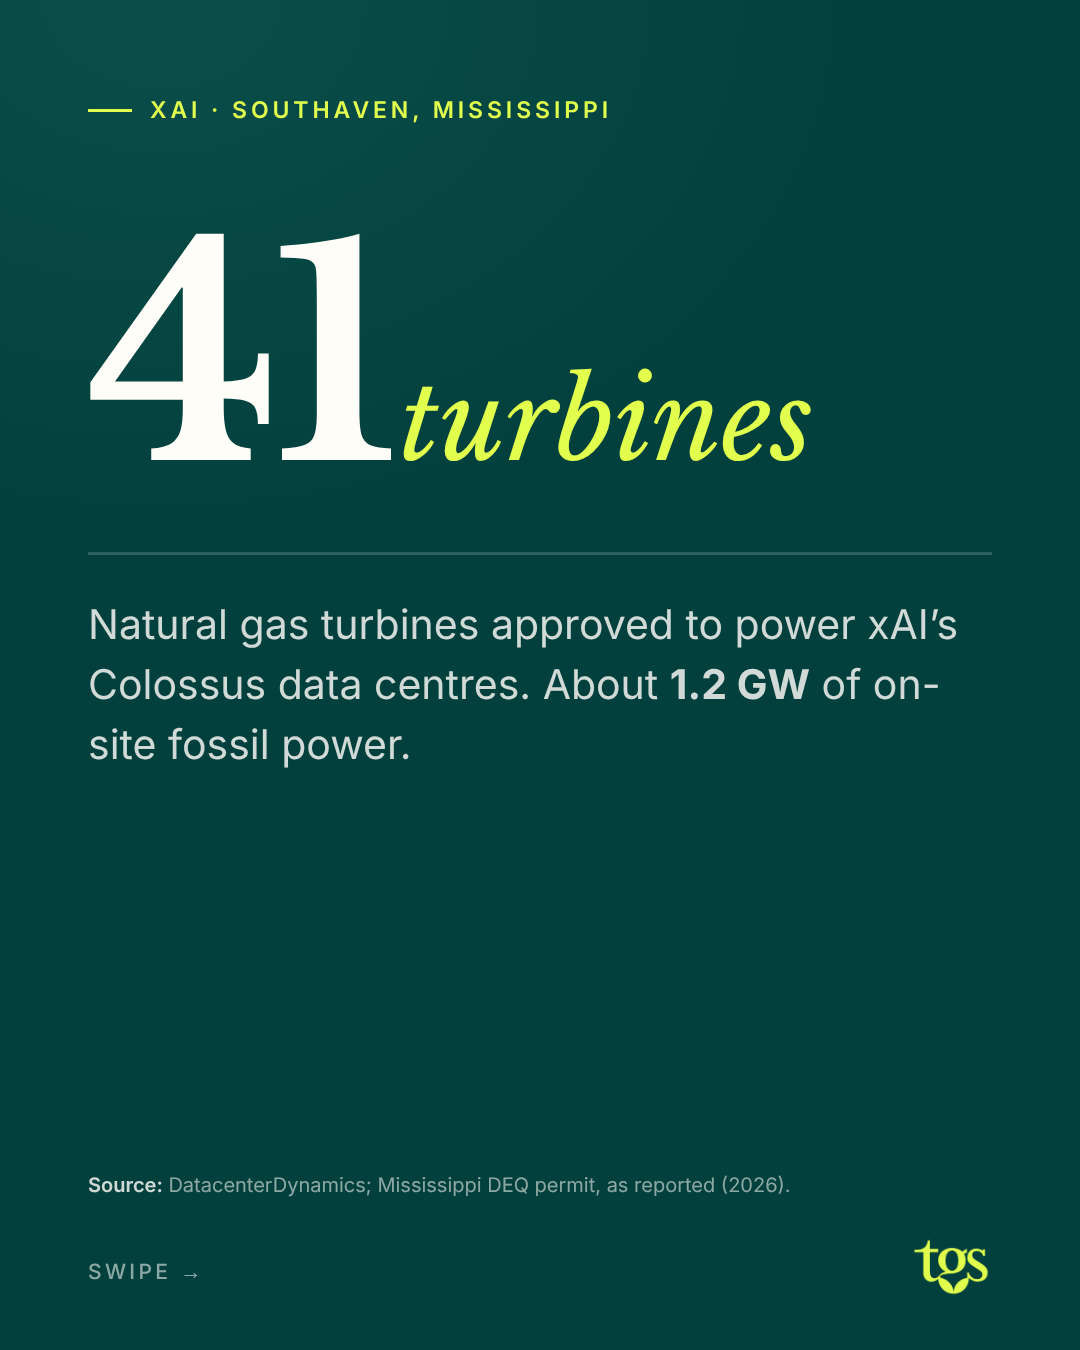 XAI · SOUTHAVEN, MISSISSIPPI
41 turbines
Natural gas turbines approved to power xAI’s
Colossus data centres. About 1.2 GW of on-
site fossil power.
Source: DatacenterDynamics; Mississippi DEQ permit, as reported (2026).
SWIPE →
tgs